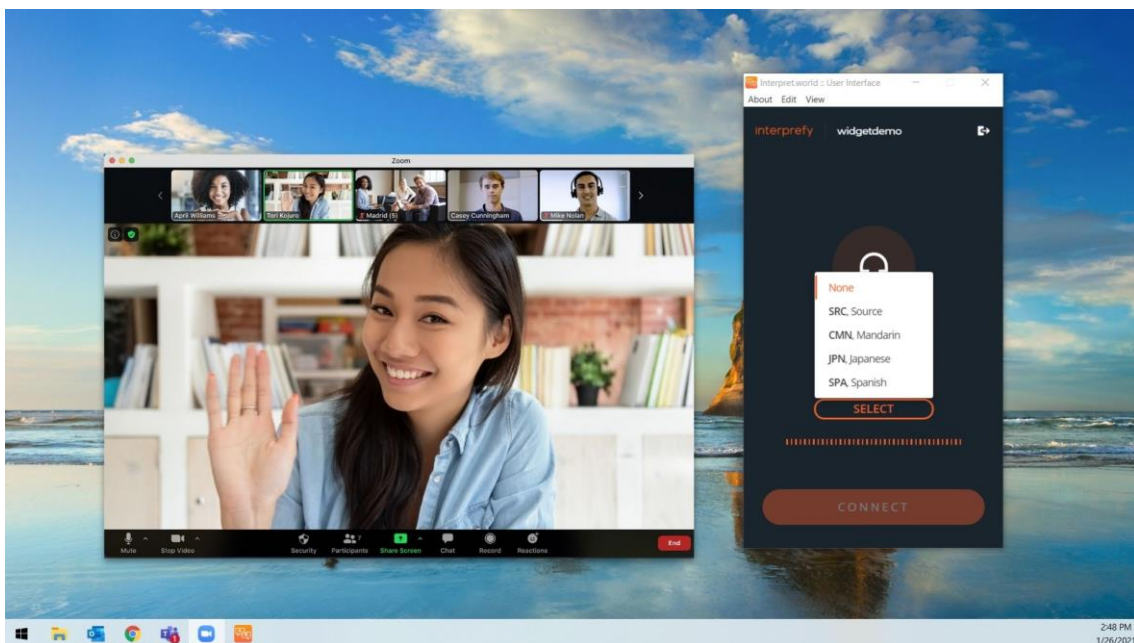 Zoom
April Williams
Tori Kojuro
Madrid (5)
Casey Cunningham
Mike Nolan
Mute
Stop Video
Security
Participants
7
Share Screen
Chat
Record
Reactions
End
Interpret.world :: User Interface
About Edit View
interprefy widgetdemo
None
SRC, Source
CMN, Mandarin
JPN, Japanese
SPA, Spanish
SELECT
CONNECT
1
2:48 PM